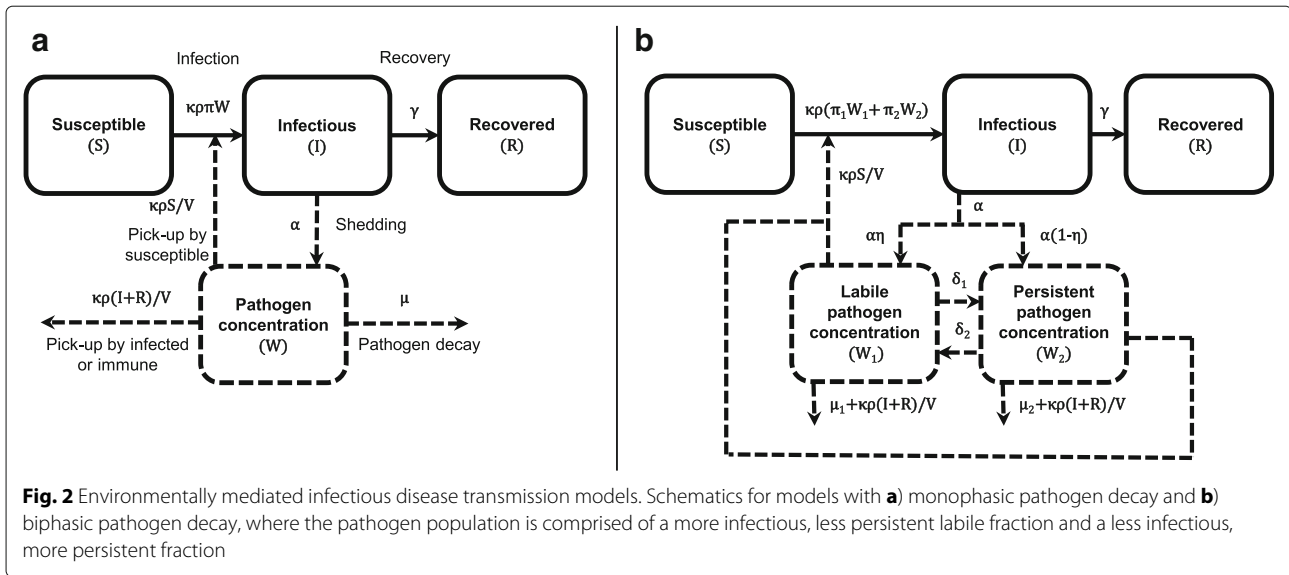 a
Infection
Recovery
Susceptible
(S)
κρπW
Infectious
(I)
γ
Recovered
(R)
κρS/V
Pick-up by
susceptible
α
Shedding
κρ(I+R)/V
Pick-up by infected
or immune
Pathogen
concentration
(W)
μ
Pathogen decay
b
Susceptible
(S)
κρ(π₁W₁+π₂W₂)
Infectious
(I)
γ
Recovered
(R)
κρS/V
α
αη
α(1-η)
Labile
pathogen
concentration
(W₁)
δ₁
δ₂
Persistent
pathogen
concentration
(W₂)
μ₁+κρ(I+R)/V
μ₂+κρ(I+R)/V
Fig. 2 Environmentally mediated infectious disease transmission models. Schematics for models with a) monophasic pathogen decay and b)
biphasic pathogen decay, where the pathogen population is comprised of a more infectious, less persistent labile fraction and a less infectious,
more persistent fraction